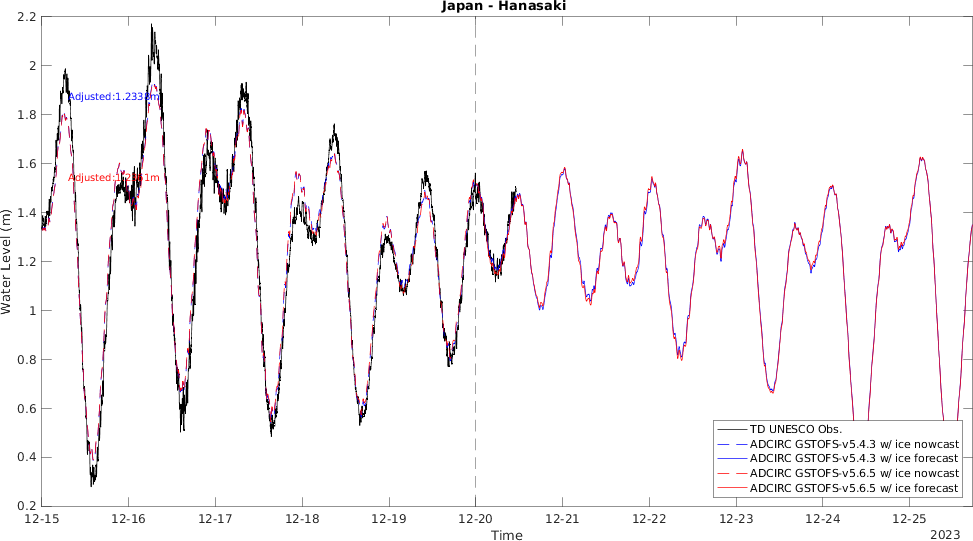 Japan - Hanasaki
Water Level (m)
2.2
2
1.8
1.6
1.4
1.2
1
0.8
0.6
0.4
0.2
TD UNESCO Obs.
ADCIRC GSTOFS-v5.4.3 w/ ice nowcast
ADCIRC GSTOFS-v5.4.3 w/ ice forecast
ADCIRC GSTOFS-v5.6.5 w/ ice nowcast
ADCIRC GSTOFS-v5.6.5 w/ ice forecast
12-15 12-16 12-17 12-18 12-19 12-20 12-21 12-22 12-23 12-24 12-25
Time
2023